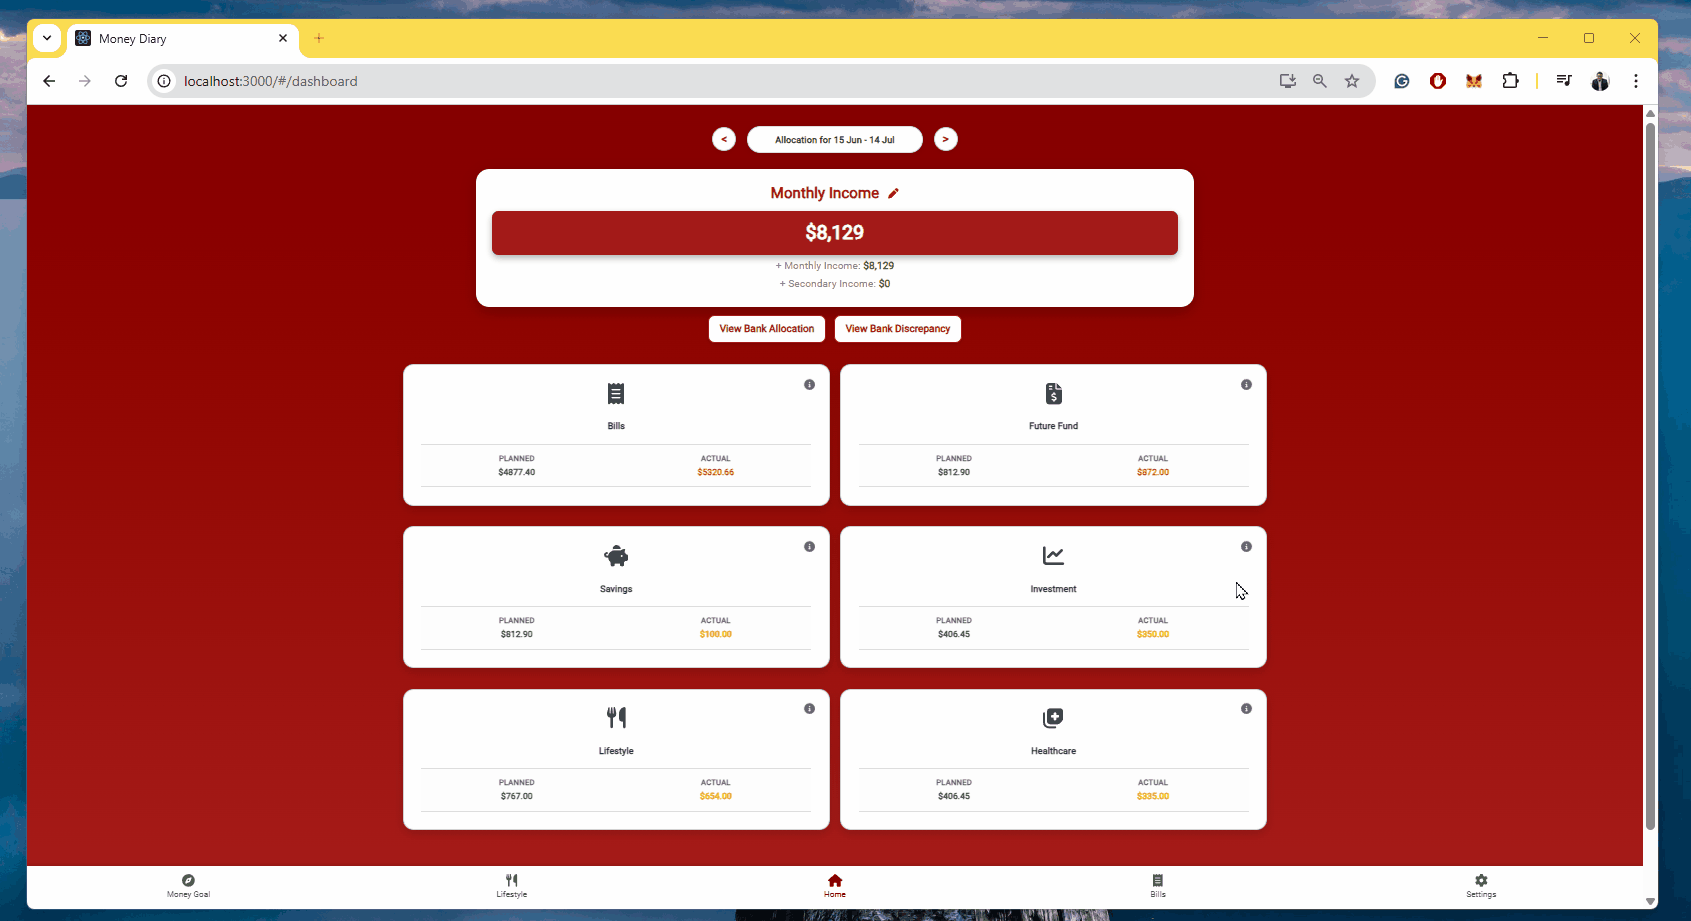 Money Diary
localhost:3000/#/dashboard
<
Allocation for 15 Jun - 14 Jul
>
Monthly Income
$8,129
+ Monthly Income: $8,129
+ Secondary Income: $0
View Bank Allocation
View Bank Discrepancy
Bills
PLANNED ACTUAL
$4877.40 $5320.66
Future Fund
PLANNED ACTUAL
$812.90 $872.00
Savings
PLANNED ACTUAL
$812.90 $100.00
Investment
PLANNED ACTUAL
$406.45 $350.00
Lifestyle
PLANNED ACTUAL
$767.00 $654.00
Healthcare
PLANNED ACTUAL
$406.45 $335.00
Money Goal
Lifestyle
Home
Bills
Settings